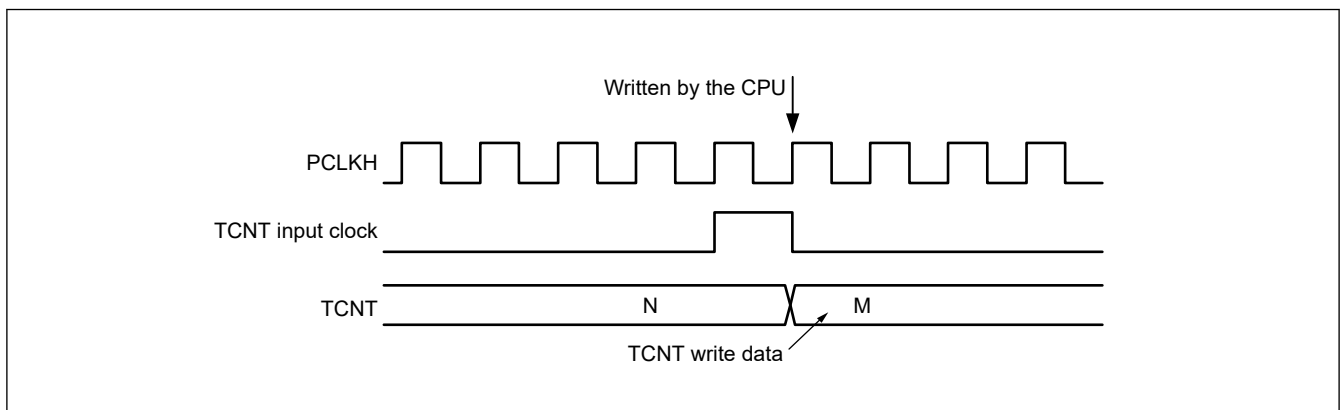 Written by the CPU
PCLKH
TCNT input clock
TCNT
N
M
TCNT write data